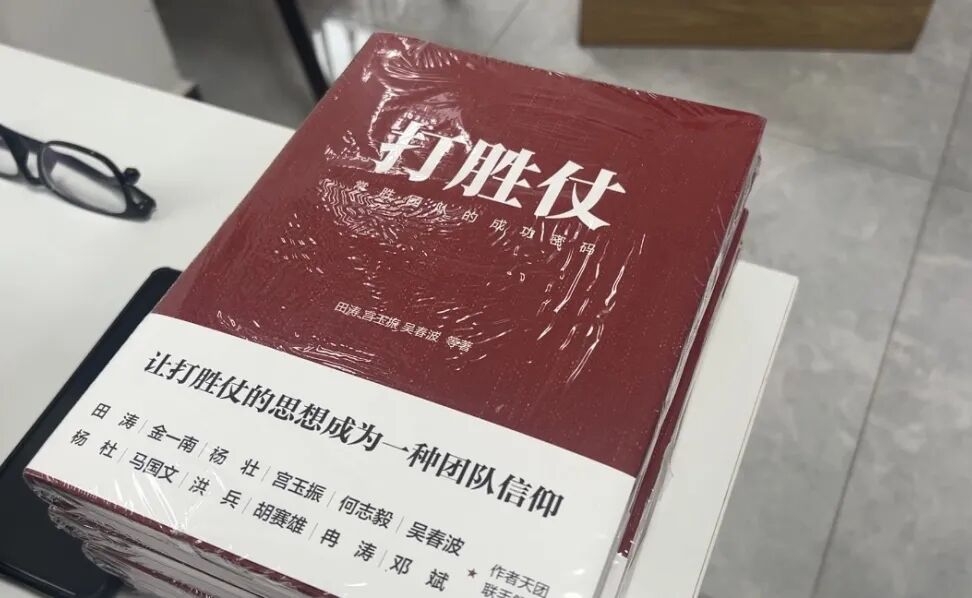 打胜仗
常胜团队的成功密码
田涛 宫玉振 吴春波 等著
让打胜仗的思想成为一种团队信仰
田 涛｜金一南｜杨 壮｜宫玉振｜何志毅｜吴春波
杨 杜｜马国文｜洪 兵｜胡赛雄｜冉 涛｜邓 斌
★ 作者天团
联手